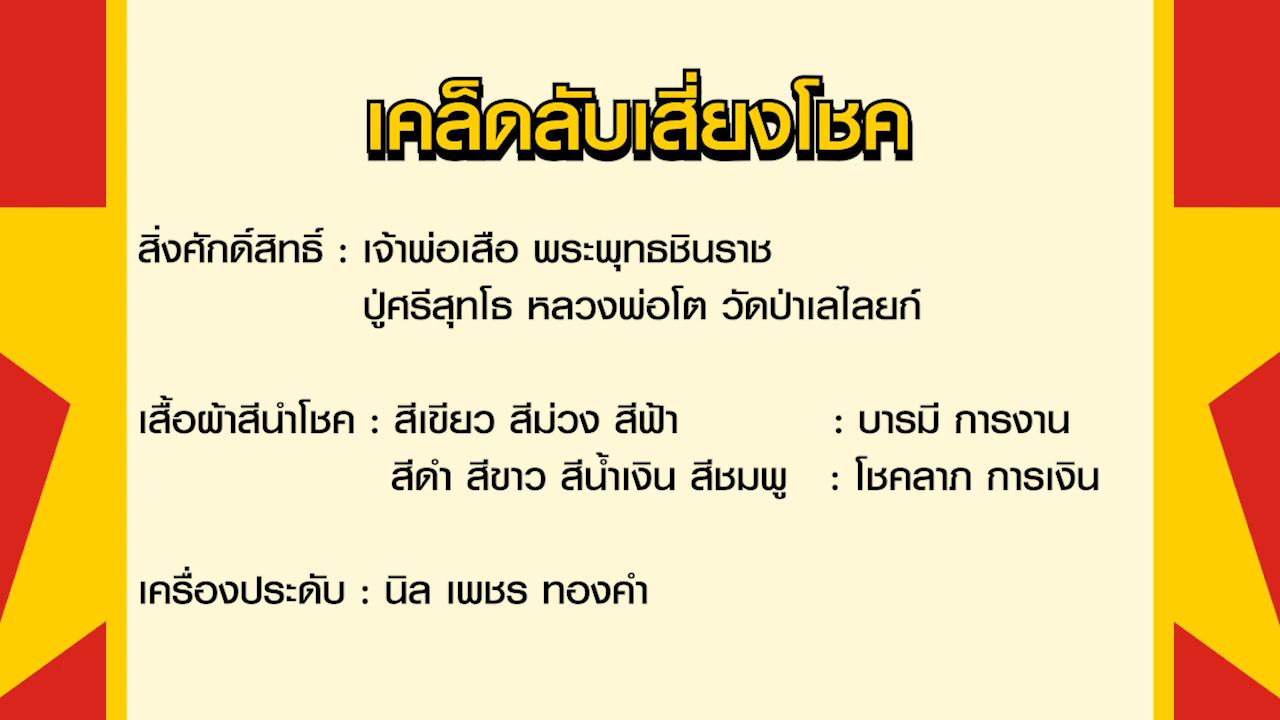 เคล็ดลับเสี่ยงโชค
สิ่งศักดิ์สิทธิ์ : เจ้าพ่อเสือ พระพุทธชินราช
ปู่ศรีสุทโธ หลวงพ่อโต วัดป่าเลไลยก์
เสื้อผ้าสีนำโชค : สีเขียว สีม่วง สีฟ้า : บารมี การงาน
สีดำ สีขาว สีน้ำเงิน สีชมพู : โชคลาภ การเงิน
เครื่องประดับ : นิล เพชร ทองคำ